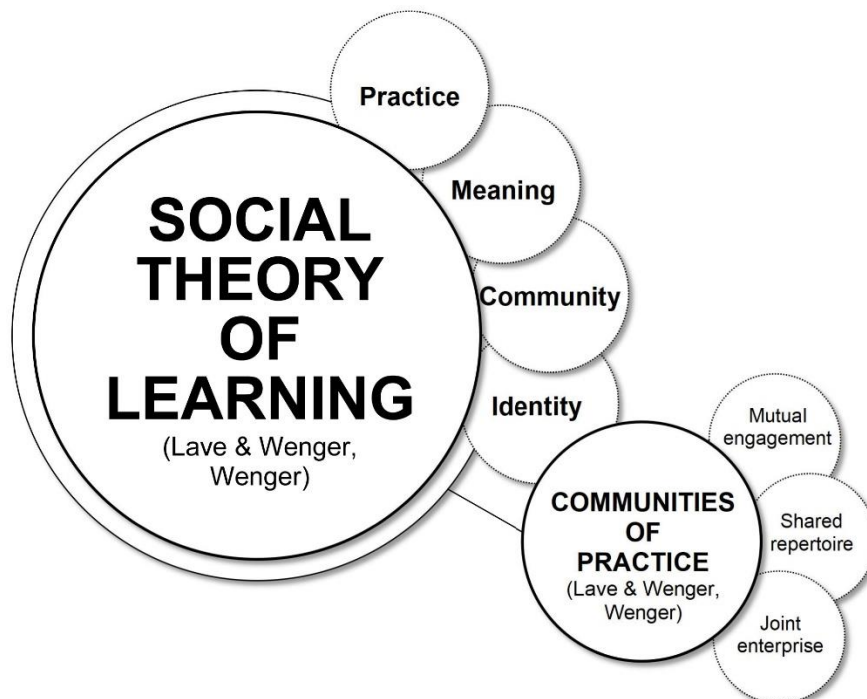 Practice
Meaning
Community
Identity
SOCIAL
THEORY
OF
LEARNING
(Lave & Wenger,
Wenger)
COMMUNITIES
OF
PRACTICE
(Lave & Wenger,
Wenger)
Mutual
engagement
Shared
repertoire
Joint
enterprise